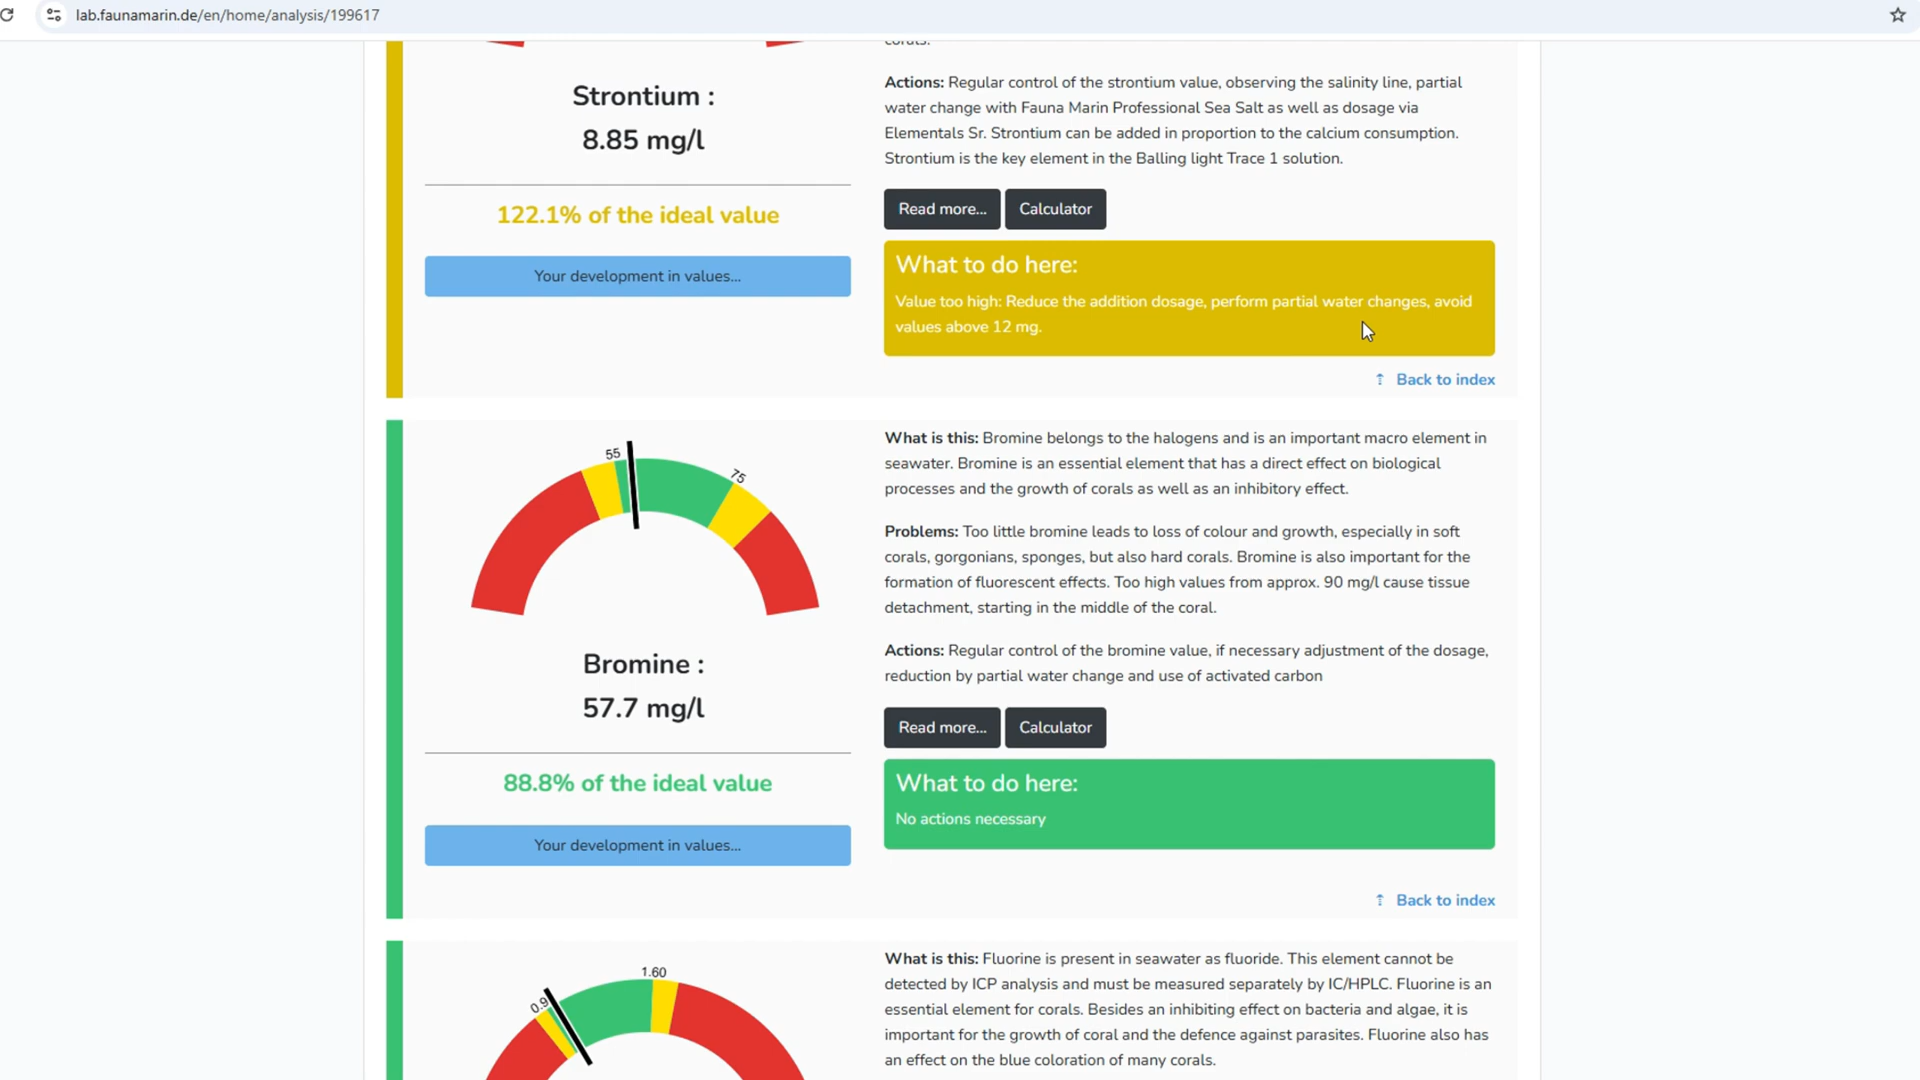 lab.faunamarin.de/en/home/analysis/199617
corals.
Strontium :
8.85 mg/l
122.1% of the ideal value
Your development in values...
Actions: Regular control of the strontium value, observing the salinity line, partial
water change with Fauna Marin Professional Sea Salt as well as dosage via
Elementals Sr. Strontium can be added in proportion to the calcium consumption.
Strontium is the key element in the Balling light Trace 1 solution.
Read more... Calculator
What to do here:
Value too high: Reduce the addition dosage, perform partial water changes, avoid
values above 12 mg.
↑ Back to index
55
75
Bromine :
57.7 mg/l
88.8% of the ideal value
Your development in values...
What is this: Bromine belongs to the halogens and is an important macro element in
seawater. Bromine is an essential element that has a direct effect on biological
processes and the growth of corals as well as an inhibitory effect.
Problems: Too little bromine leads to loss of colour and growth, especially in soft
corals, gorgonians, sponges, but also hard corals. Bromine is also important for the
formation of fluorescent effects. Too high values from approx. 90 mg/l cause tissue
detachment, starting in the middle of the coral.
Actions: Regular control of the bromine value, if necessary adjustment of the dosage,
reduction by partial water change and use of activated carbon
Read more... Calculator
What to do here:
No actions necessary
↑ Back to index
0.9
1.60
What is this: Fluorine is present in seawater as fluoride. This element cannot be
detected by ICP analysis and must be measured separately by IC/HPLC. Fluorine is an
essential element for corals. Besides an inhibiting effect on bacteria and algae, it is
important for the growth of coral and the defence against parasites. Fluorine also has
an effect on the blue coloration of many corals.